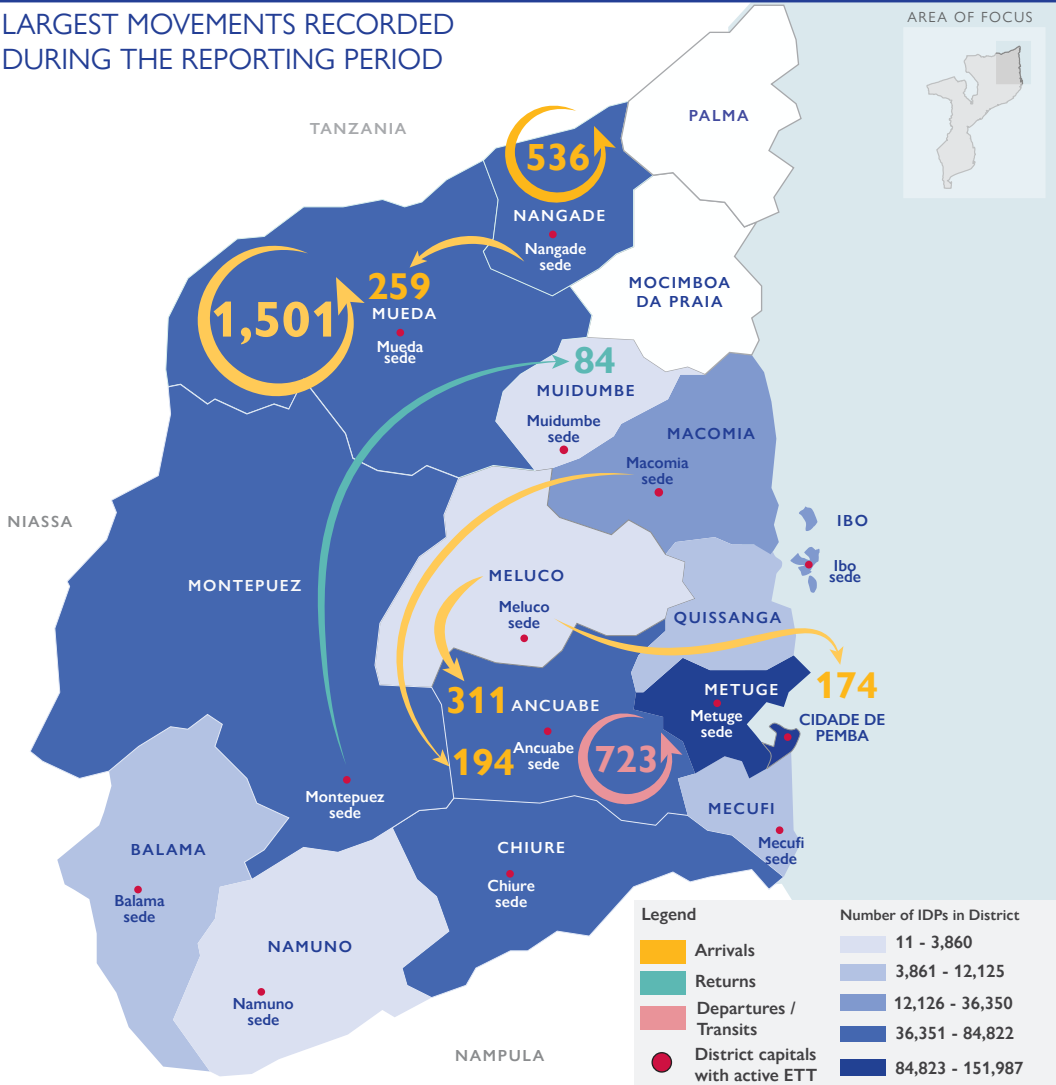 LARGEST MOVEMENTS RECORDED
DURING THE REPORTING PERIOD
AREA OF FOCUS
TANZANIA
PALMA
536
NANGADE
Nangade
sede
259
1,501
MUEDA
Mueda
sede
MOCIMBOA
DA PRAIA
84
MUIDUMBE
Muidumbe
sede
MACOMIA
Macomia
sede
NIASSA
IBO
Ibo
sede
MONTEPUEZ
MELUCO
Meluco
sede
QUISSANGA
174
311
ANCUABE
METUGE
Metuge
sede
CIDADE DE
PEMBA
194
Ancuabe
sede
723
Montepuez
sede
MECUFI
Mecufi
sede
BALAMA
Balama
sede
CHIURE
Chiure
sede
NAMUNO
Namuno
sede
NAMPULA
Legend
Arrivals
Returns
Departures /
Transits
District capitals
with active ETT
Number of IDPs in District
11 - 3,860
3,861 - 12,125
12,126 - 36,350
36,351 - 84,822
84,823 - 151,987